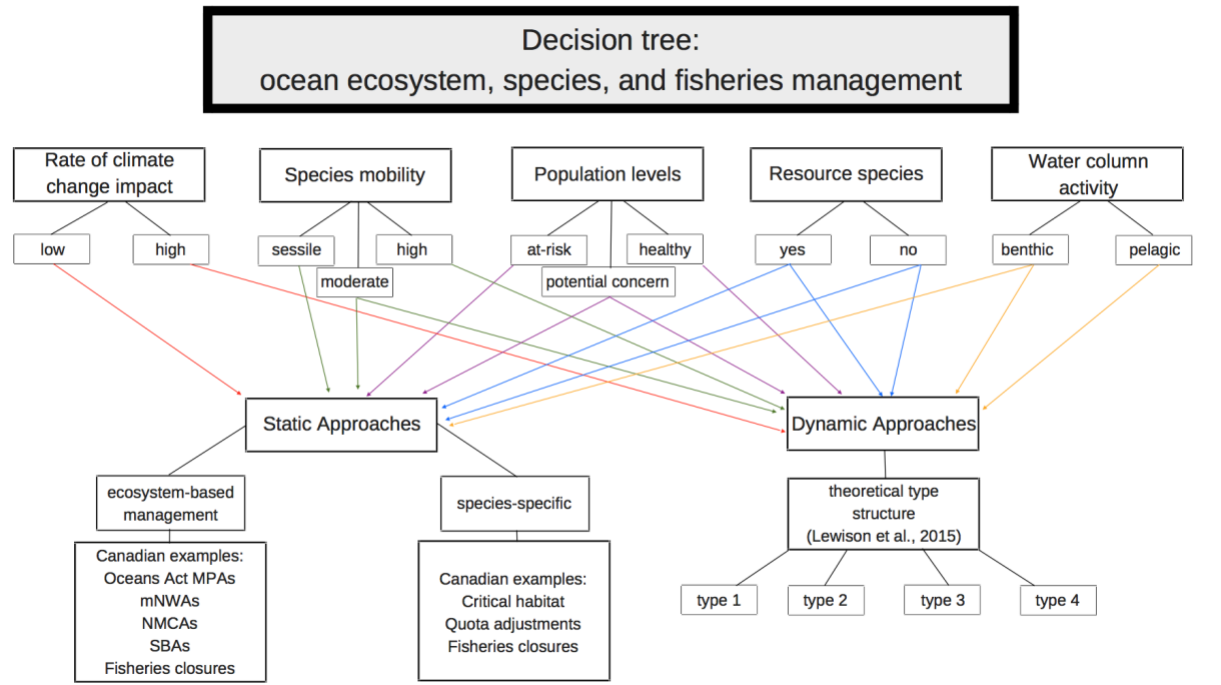 Decision tree:
ocean ecosystem, species, and fisheries management
Rate of climate
change impact
Species mobility
Population levels
Resource species
Water column
activity
low
high
sessile
moderate
high
at-risk
potential concern
healthy
yes
no
benthic
pelagic
Static Approaches
Dynamic Approaches
ecosystem-based
management
species-specific
theoretical type
structure
(Lewison et al., 2015)
Canadian examples:
Oceans Act MPAs
mNWAs
NMCAs
SBAs
Fisheries closures
Canadian examples:
Critical habitat
Quota adjustments
Fisheries closures
type 1
type 2
type 3
type 4